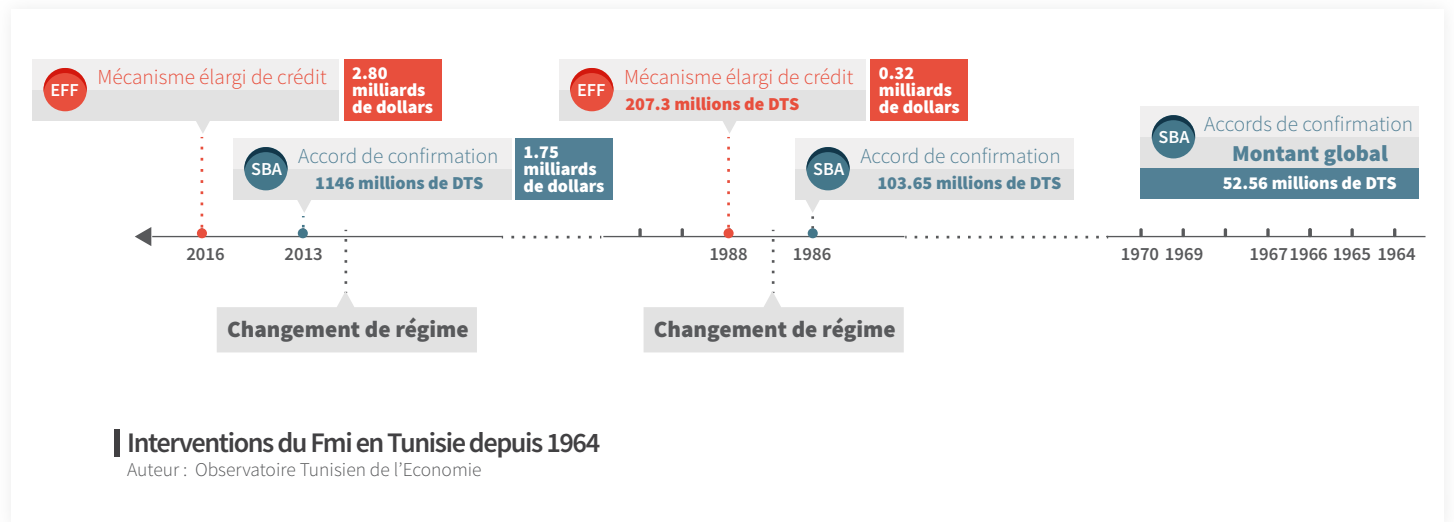 EFF
Mécanisme élargi de crédit
2.80
milliards
de dollars
SBA
Accord de confirmation
1146 millions de DTS
1.75
milliards
de dollars
EFF
Mécanisme élargi de crédit
207.3 millions de DTS
0.32
milliards
de dollars
SBA
Accord de confirmation
103.65 millions de DTS
SBA
Accords de confirmation
Montant global
52.56 millions de DTS
2016 2013 1988 1986 1970 1969 1967 1966 1965 1964
Changement de régime
Changement de régime
Interventions du Fmi en Tunisie depuis 1964
Auteur : Observatoire Tunisien de l’Economie